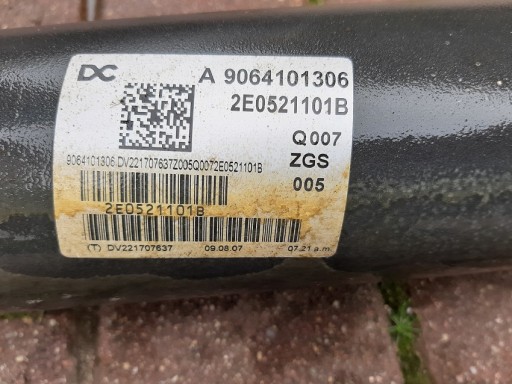 DC A 9064101306
2E0521101B
Q007
ZGS
005
9064101306.DV221707637Z005Q0072E0521101B
2E0521101B
(T) DV221707637 09.08.07 07.21 a.m.